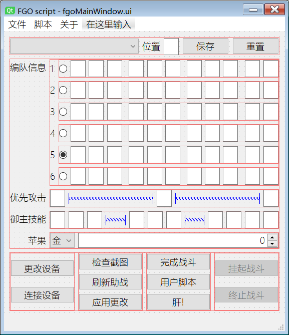 FGO script - fgoMainWindow.ui
文件 脚本 关于 在这里输入
位置 保存 重置
编队信息 1
2
3
4
5
6
优先攻击
御主技能
苹果 金 0
更改设备 检查截图 完成战斗 挂起战斗
刷新助战 用户脚本
连接设备 应用更改 肝! 终止战斗